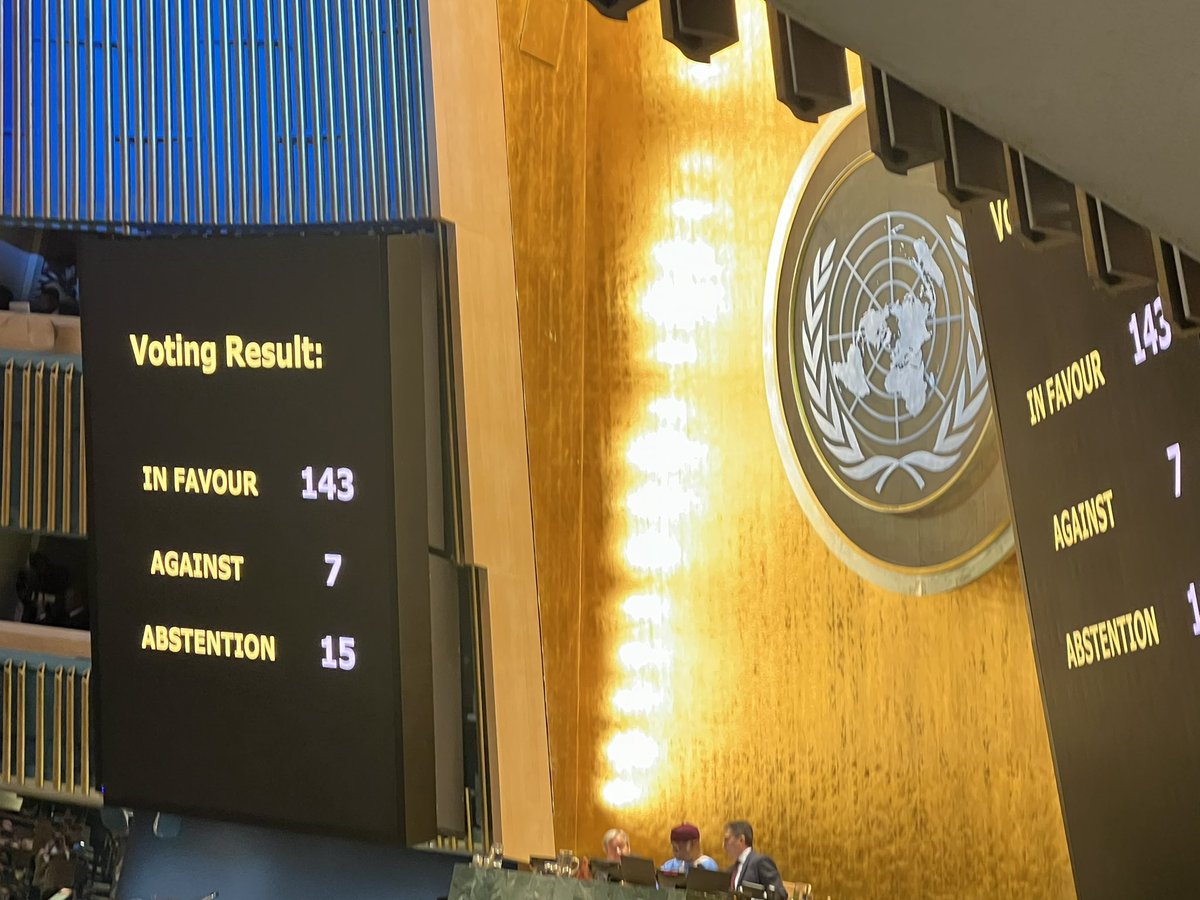 Voting Result:
IN FAVOUR 143
AGAINST 7
ABSTENTION 15
IN FAVOUR 143
AGAINST 7
ABSTENTION